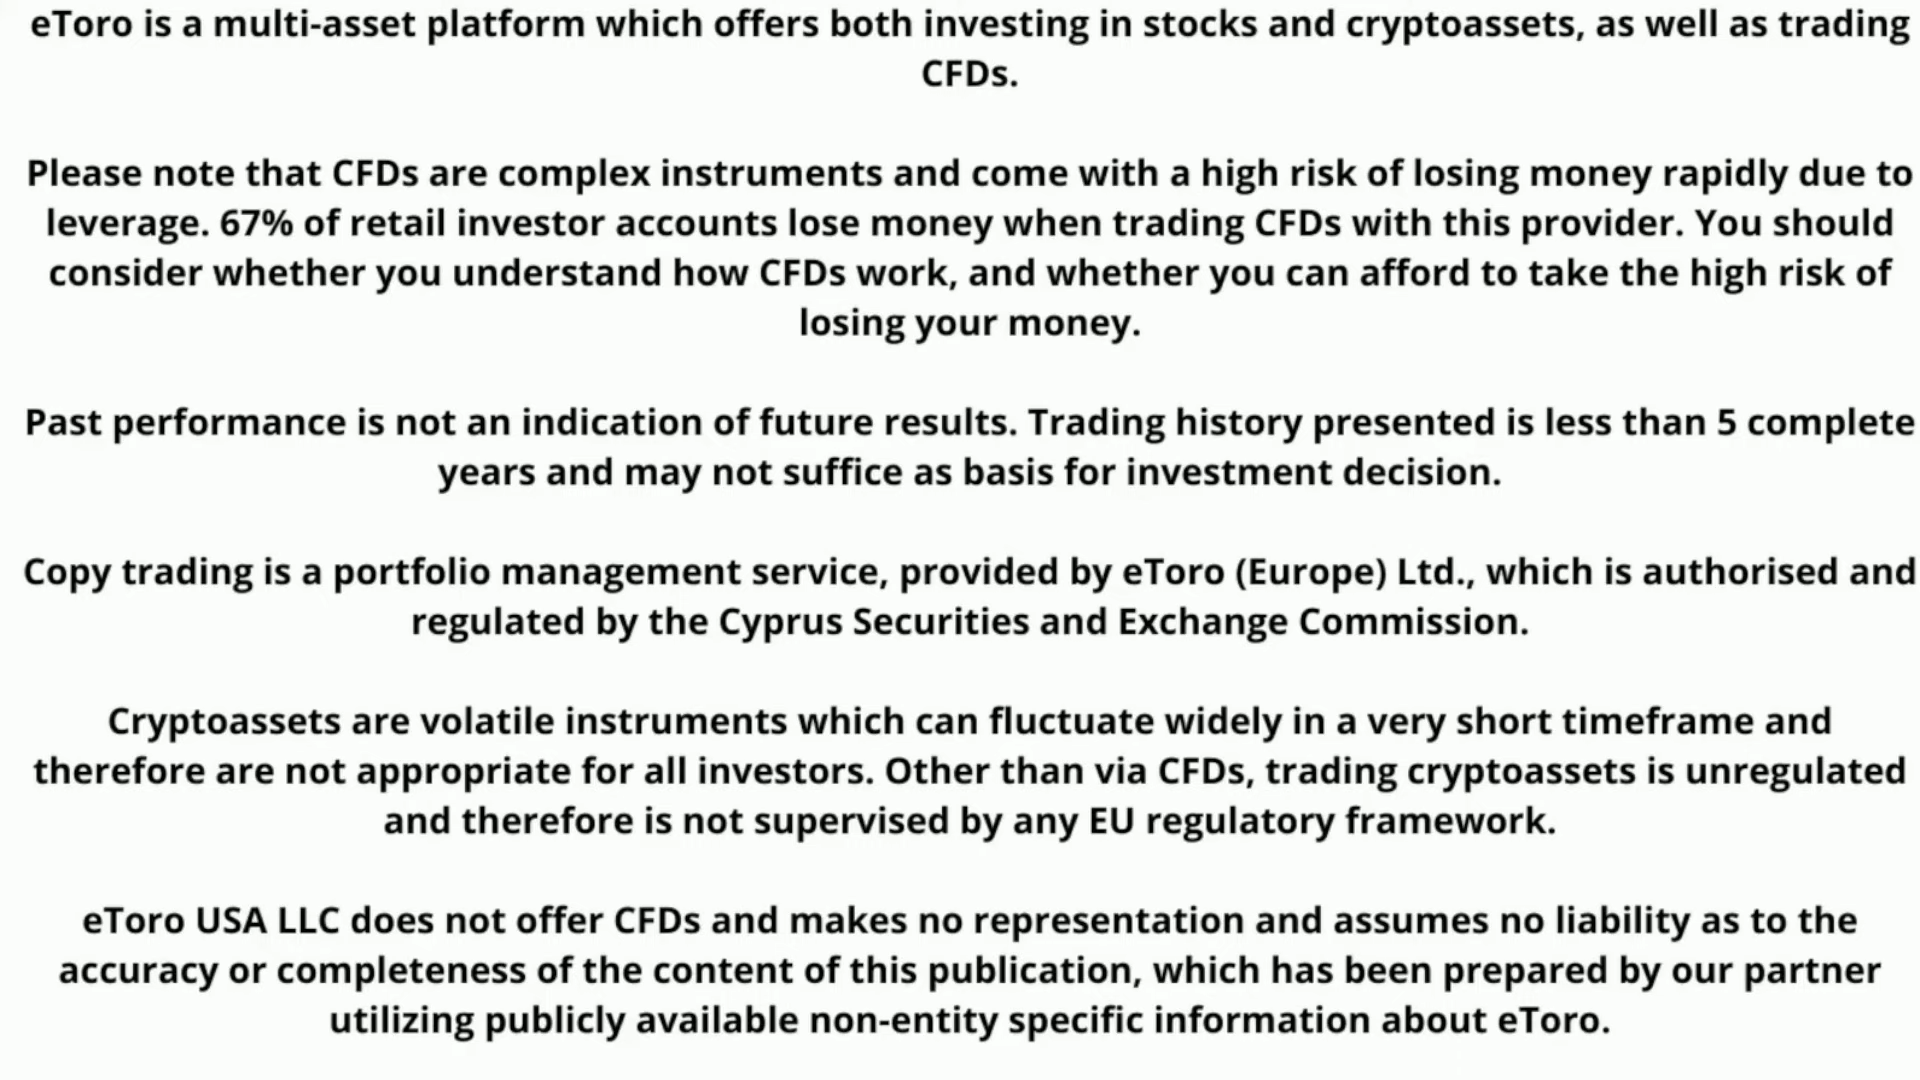 eToro is a multi-asset platform which offers both investing in stocks and cryptoassets, as well as trading
CFDs.
Please note that CFDs are complex instruments and come with a high risk of losing money rapidly due to
leverage. 67% of retail investor accounts lose money when trading CFDs with this provider. You should
consider whether you understand how CFDs work, and whether you can afford to take the high risk of
losing your money.
Past performance is not an indication of future results. Trading history presented is less than 5 complete
years and may not suffice as basis for investment decision.
Copy trading is a portfolio management service, provided by eToro (Europe) Ltd., which is authorised and
regulated by the Cyprus Securities and Exchange Commission.
Cryptoassets are volatile instruments which can fluctuate widely in a very short timeframe and
therefore are not appropriate for all investors. Other than via CFDs, trading cryptoassets is unregulated
and therefore is not supervised by any EU regulatory framework.
eToro USA LLC does not offer CFDs and makes no representation and assumes no liability as to the
accuracy or completeness of the content of this publication, which has been prepared by our partner
utilizing publicly available non-entity specific information about eToro.